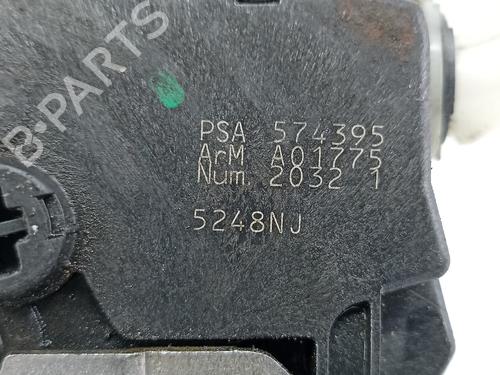 B-PARTS
PSA 574395
ArM A01775
Num. 2032 1
5248NJ